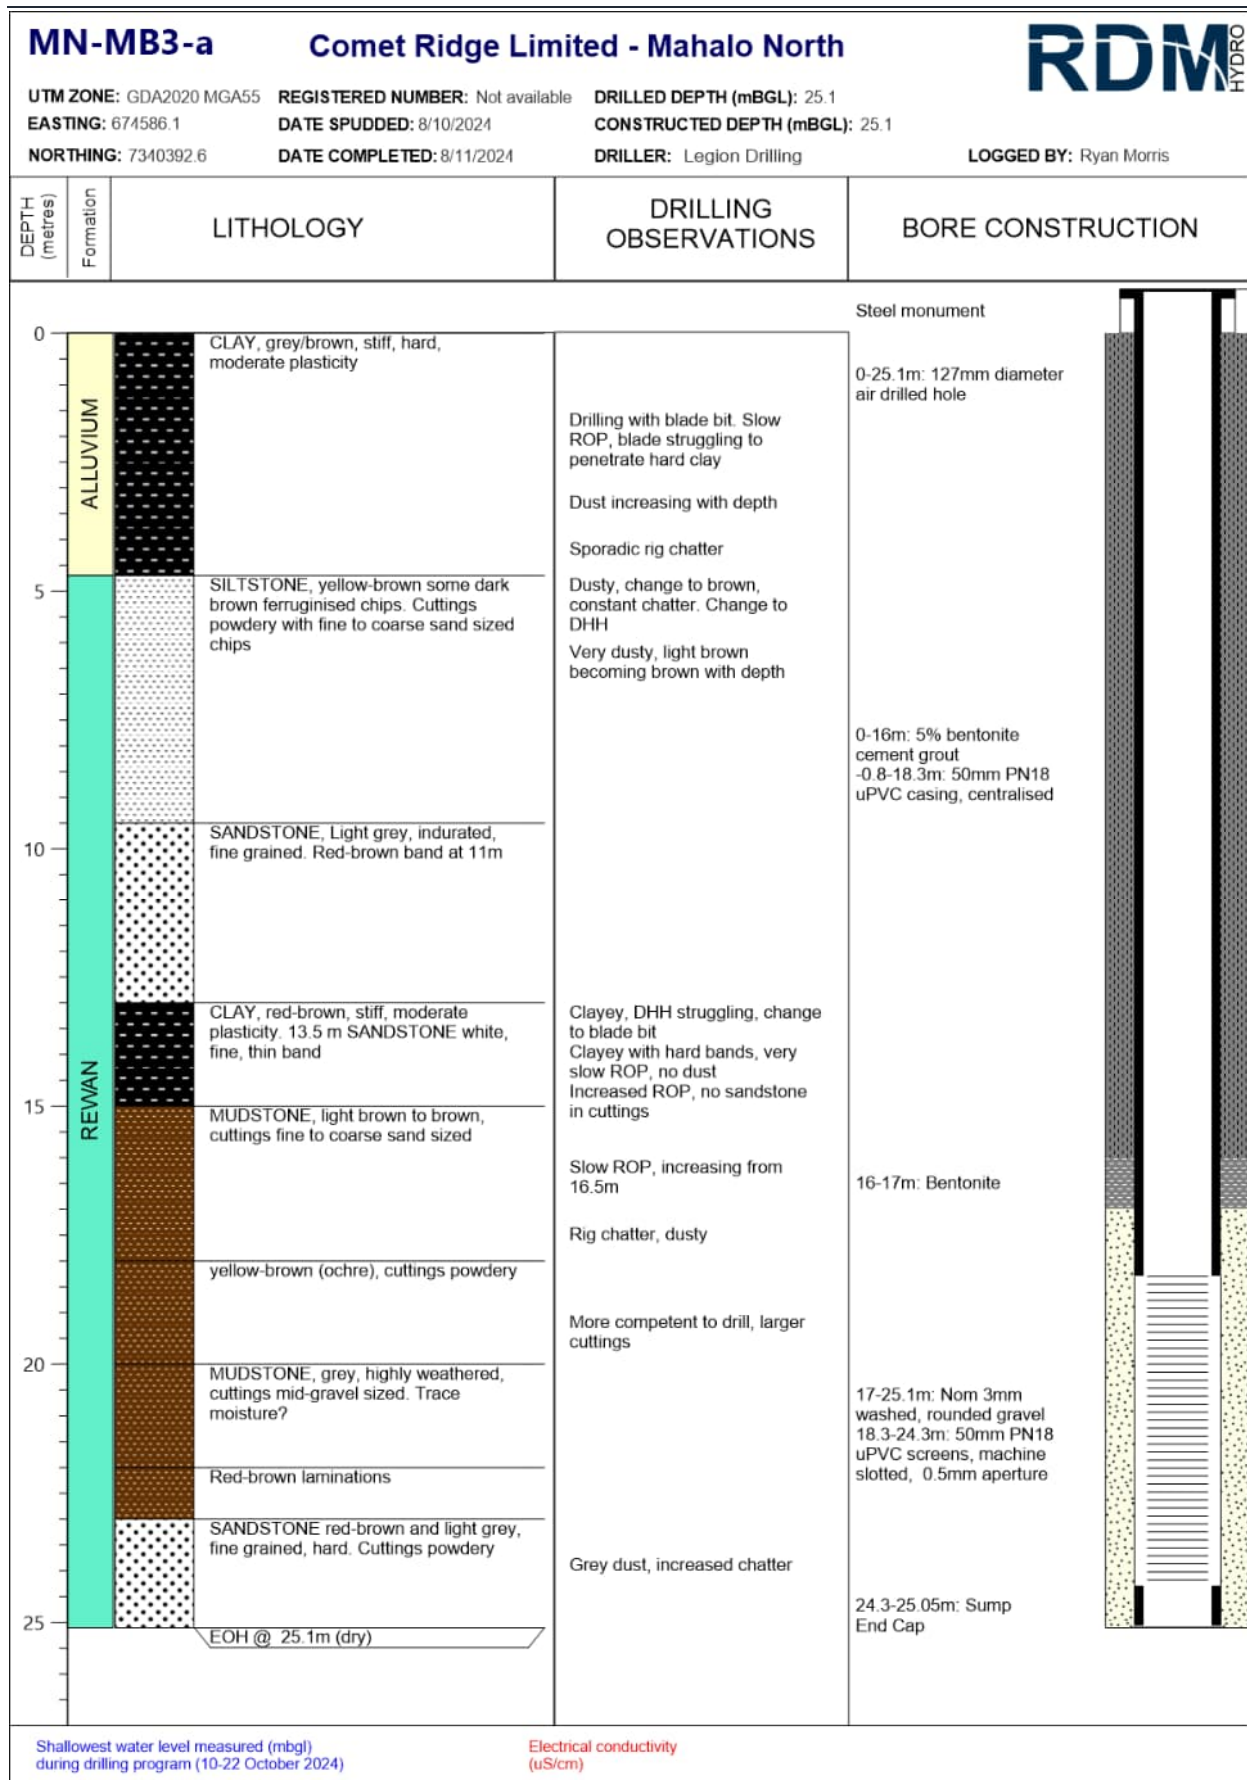 MN-MB3-a
Comet Ridge Limited - Mahalo North
RDM HYDRO
UTM ZONE: GDA2020 MGA55 REGISTERED NUMBER: Not available DRILLED DEPTH (mBGL): 25.1
EASTING: 674586.1 DATE SPUDDED: 8/10/2024 CONSTRUCTED DEPTH (mBGL): 25.1
NORTHING: 7340392.6 DATE COMPLETED: 8/11/2024 DRILLER: Legion Drilling LOGGED BY: Ryan Morris
DEPTH
(metres)
Formation
LITHOLOGY
DRILLING
OBSERVATIONS
BORE CONSTRUCTION
0
5
10
15
20
25
ALLUVIUM
REWAN
CLAY, grey/brown, stiff, hard,
moderate plasticity
SILTSTONE, yellow-brown some dark
brown ferruginised chips. Cuttings
powdery with fine to coarse sand sized
chips
SANDSTONE, Light grey, indurated,
fine grained. Red-brown band at 11m
CLAY, red-brown, stiff, moderate
plasticity. 13.5 m SANDSTONE white,
fine, thin band
MUDSTONE, light brown to brown,
cuttings fine to coarse sand sized
yellow-brown (ochre), cuttings powdery
MUDSTONE, grey, highly weathered,
cuttings mid-gravel sized. Trace
moisture?
Red-brown laminations
SANDSTONE red-brown and light grey,
fine grained, hard. Cuttings powdery
EOH @ 25.1m (dry)
Drilling with blade bit. Slow
ROP, blade struggling to
penetrate hard clay
Dust increasing with depth
Sporadic rig chatter
Dusty, change to brown,
constant chatter. Change to
DHH
Very dusty, light brown
becoming brown with depth
Clayey, DHH struggling, change
to blade bit
Clayey with hard bands, very
slow ROP, no dust
Increased ROP, no sandstone
in cuttings
Slow ROP, increasing from
16.5m
Rig chatter, dusty
More competent to drill, larger
cuttings
Grey dust, increased chatter
Steel monument
0-25.1m: 127mm diameter
air drilled hole
0-16m: 5% bentonite
cement grout
-0.8-18.3m: 50mm PN18
uPVC casing, centralised
16-17m: Bentonite
17-25.1m: Nom 3mm
washed, rounded gravel
18.3-24.3m: 50mm PN18
uPVC screens, machine
slotted, 0.5mm aperture
24.3-25.05m: Sump
End Cap
Shallowest water level measured (mbgl)
during drilling program (10-22 October 2024)
Electrical conductivity
(uS/cm)